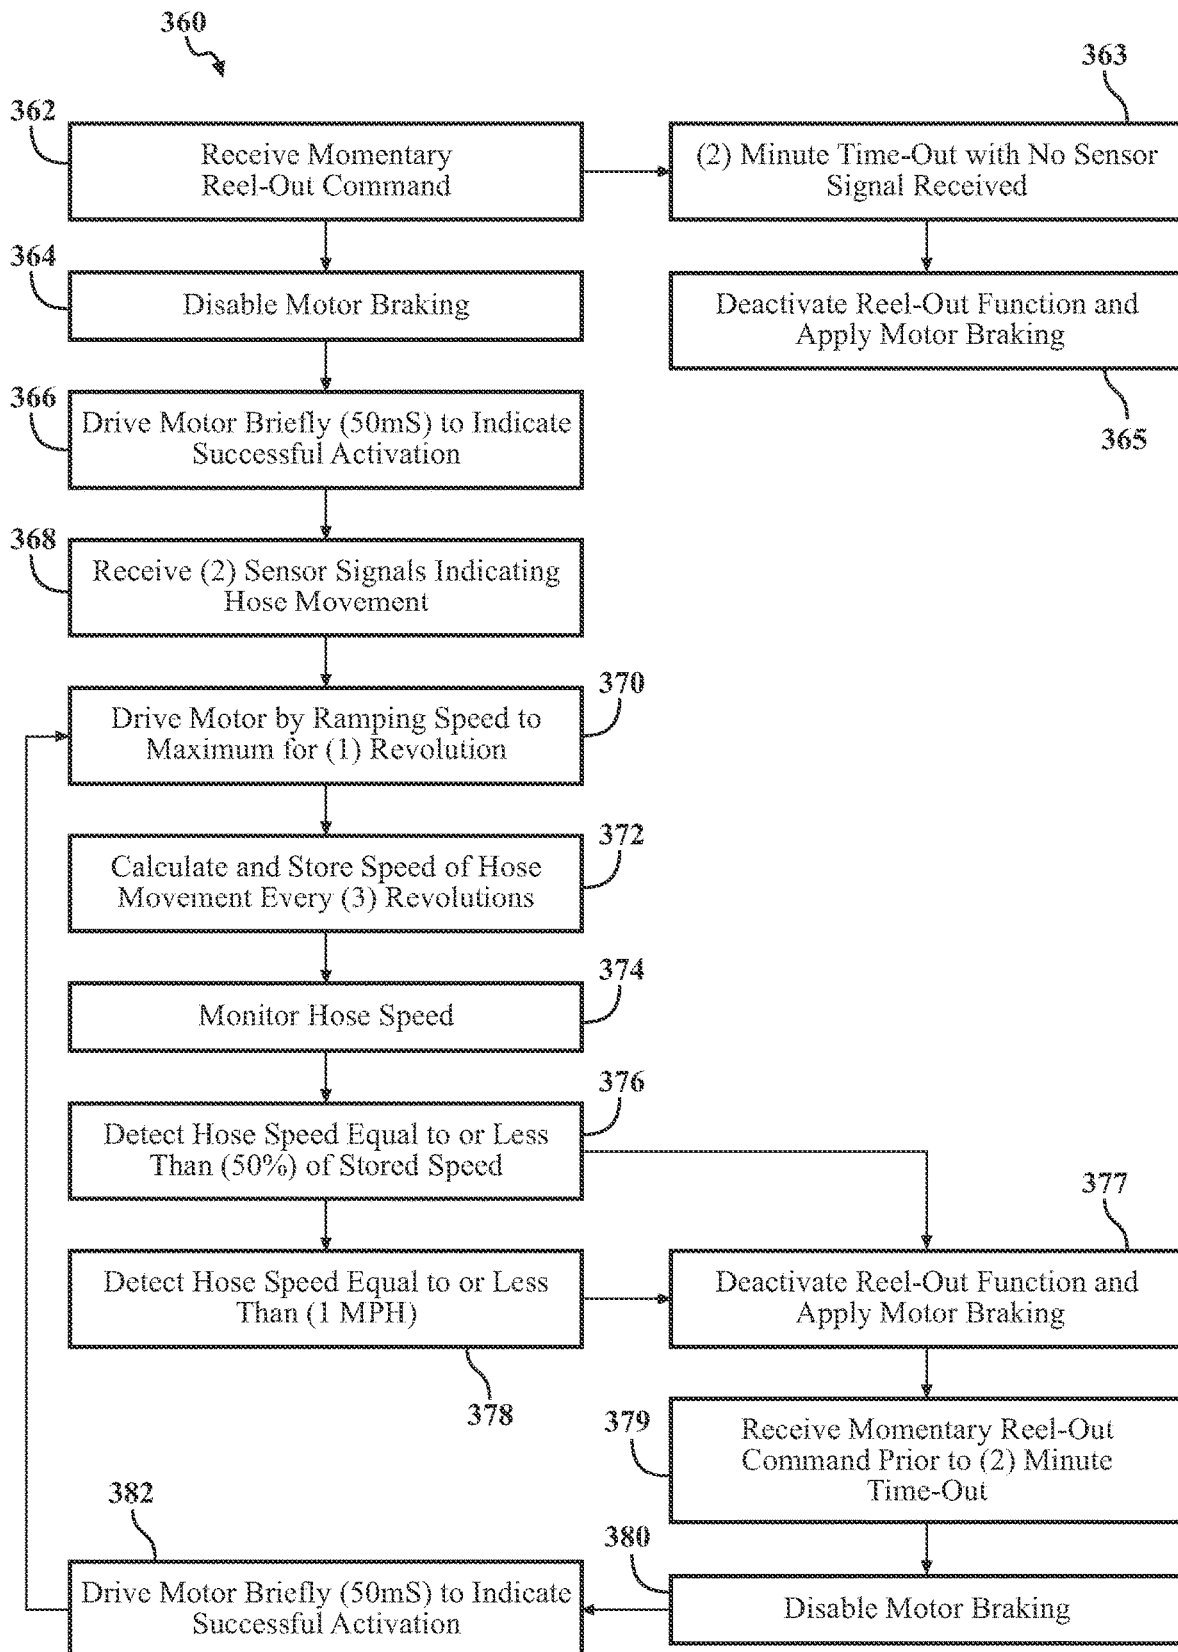 360
363
362
Receive Momentary
Reel-Out Command
(2) Minute Time-Out with No Sensor
Signal Received
364
Disable Motor Braking
Deactivate Reel-Out Function and
Apply Motor Braking
365
366
Drive Motor Briefly (50mS) to Indicate
Successful Activation
368
Receive (2) Sensor Signals Indicating
Hose Movement
370
Drive Motor by Ramping Speed to
Maximum for (1) Revolution
372
Calculate and Store Speed of Hose
Movement Every (3) Revolutions
374
Monitor Hose Speed
376
Detect Hose Speed Equal to or Less
Than (50%) of Stored Speed
377
Detect Hose Speed Equal to or Less
Than (1 MPH)
378
Deactivate Reel-Out Function and
Apply Motor Braking
379
Receive Momentary Reel-Out
Command Prior to (2) Minute
Time-Out
380
Disable Motor Braking
382
Drive Motor Briefly (50mS) to Indicate
Successful Activation